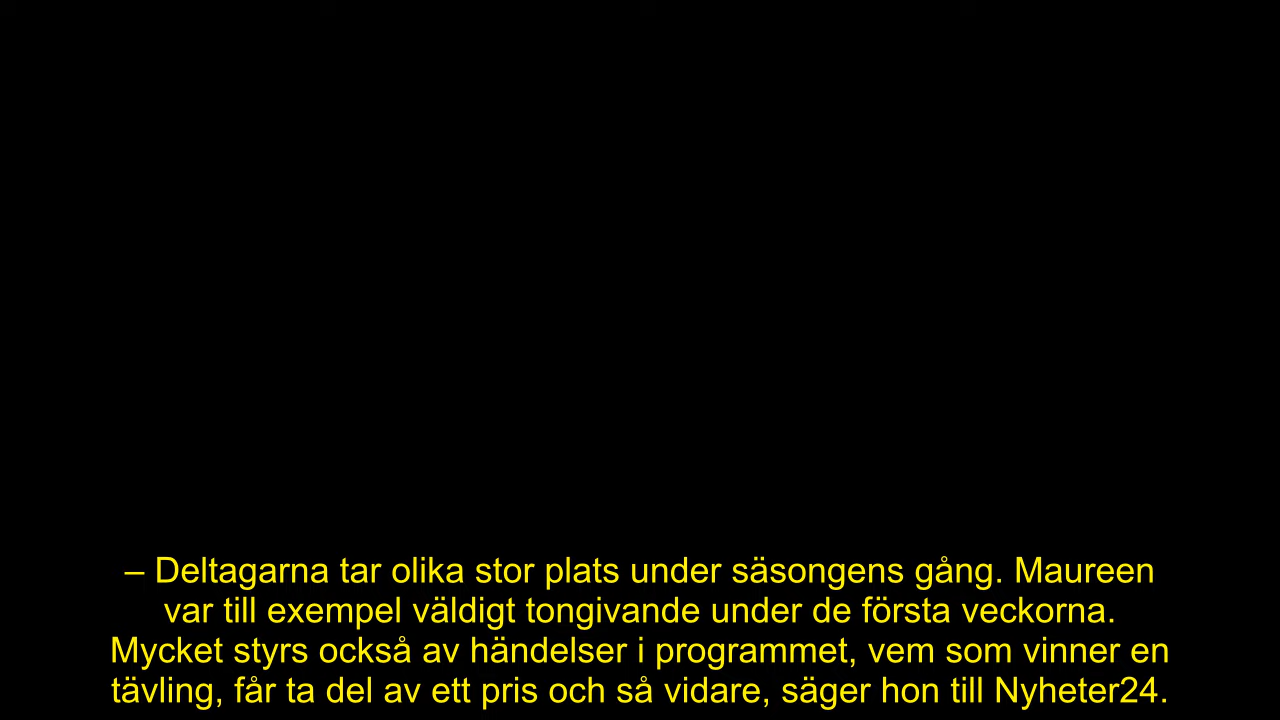 – Deltagarna tar olika stor plats under säsongens gång. Maureen
var till exempel väldigt tongivande under de första veckorna.
Mycket styrs också av händelser i programmet, vem som vinner en
tävling, får ta del av ett pris och så vidare, säger hon till Nyheter24.